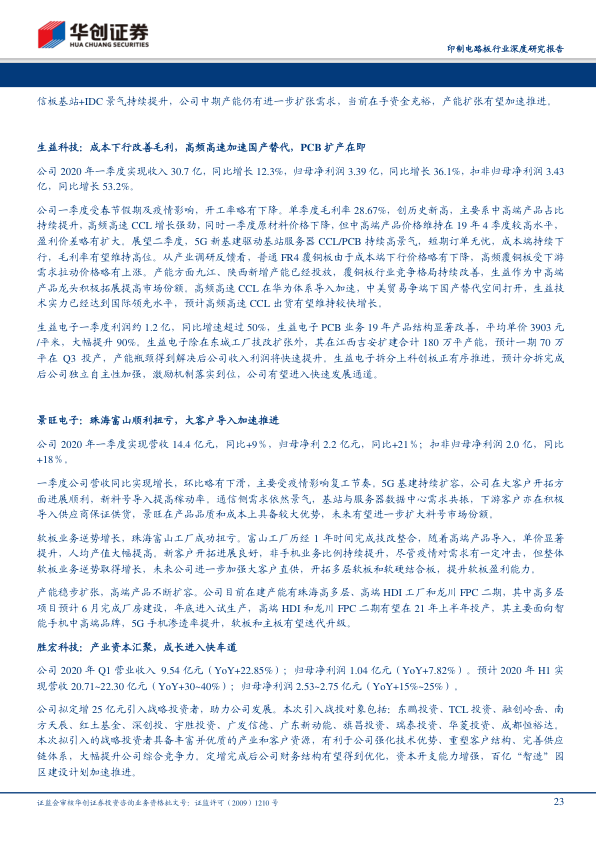 华创证券
HUA CHUANG SECURITIES
印制电路板行业深度研究报告
信板基站+IDC 景气持续提升，公司中期产能仍有进一步扩张需求，当前在手资金充裕，产能扩张有望加速推进。
生益科技：成本下行改善毛利，高频高速加速国产替代，PCB 扩产在即
公司 2020 年一季度实现收入 30.7 亿，同比增长 12.3%，归母净利润 3.39 亿，同比增长 36.1%，扣非归母净利润 3.43
亿，同比增长 53.2%。
公司一季度受春节假期及疫情影响，开工率略有下降。单季度毛利率 28.67%，创历史新高，主要系中高端产品占比
持续提升，高频高速 CCL 增长强劲，同时一季度原材料价格下降，但中高端产品价格维持在 19 年 4 季度较高水平，
盈利价差略有扩大。展望二季度，5G 新基建驱动基站服务器 CCL/PCB 持续高景气，短期订单无忧，成本端持续下
行，毛利率有望维持高位。从产业调研反馈看，普通 FR4 覆铜板由于成本端下行价格略有下降，高频覆铜板受下游
需求拉动价格略有上涨。产能方面九江、陕西新增产能已经投放，覆铜板行业竞争格局持续改善，生益作为中高端
产品龙头积极拓展提高市场份额。高频高速 CCL 在华为体系导入加速，中美贸易争端下国产替代空间打开，生益技
术实力已经达到国际领先水平，预计高频高速 CCL 出货有望维持较快增长。
生益电子一季度利润约 1.2 亿，同比增速超过 50%，生益电子 PCB 业务 19 年产品结构显著改善，平均单价 3903 元
/平米，大幅提升 90%。生益电子除在东城工厂技改扩张外，其在江西吉安扩建合计 180 万平产能，预计一期 70 万
平在 Q3 投产，产能瓶颈得到解决后公司收入利润将快速提升。生益电子拆分上科创板正有序推进，预计分拆完成
后公司独立自主性加强，激励机制落实到位，公司有望进入快速发展通道。
景旺电子：珠海富山顺利扭亏，大客户导入加速推进
公司 2020 年一季度实现营收 14.4 亿元，同比+9%，归母净利 2.2 亿元，同比+21%；扣非归母净利润 2.0 亿，同比
+18%。
一季度公司营收同比实现增长，环比略有下滑，主要受疫情影响复工节奏。5G 基建持续扩容，公司在大客户开拓方
面进展顺利，新料号导入提高稼动率。通信侧需求依然景气，基站与服务器数据中心需求共振，下游客户亦在积极
导入供应商保证供货，景旺在产品品质和成本上具备较大优势，未来有望进一步扩大料号市场份额。
软板业务逆势增长，珠海富山工厂成功扭亏。富山工厂历经 1 年时间完成技改整合，随着高端产品导入，单价显著
提升，人均产值大幅提高。新客户开拓进展良好，非手机业务比例持续提升，尽管疫情对需求有一定冲击，但整体
软板业务逆势取得增长，未来公司进一步加强大客户直供，开拓多层软板和软硬结合板，提升软板盈利能力。
产能稳步扩张，高端产品不断扩容。公司目前在建产能有珠海高多层、高端 HDI 工厂和龙川 FPC 二期，其中高多层
项目预计 6 月完成厂房建设，年底进入试生产，高端 HDI 和龙川 FPC 二期有望在 21 年上半年投产，其主要面向智
能手机中高端品牌，5G 手机渗透率提升，软板和主板有望迭代升级。
胜宏科技：产业资本汇聚，成长进入快车道
公司 2020 年 Q1 营业收入 9.54 亿元（YoY+22.85%）；归母净利润 1.04 亿元（YoY+7.82%）。预计 2020 年 H1 实
现营收 20.71~22.30 亿元（YoY+30~40%）；归母净利润 2.53~2.75 亿元（YoY+15%~25%）。
公司拟定增 25 亿元引入战略投资者，助力公司发展。本次引入战投对象包括：东鹏投资、TCL 投资、融创岭岳、南
方天辰、红土基金、深创投、宇胜投资、广发信德、广东新动能、旗昌投资、瑞泰投资、华菱投资、成都恒裕达。
本次拟引入的战略投资者具备丰富并优质的产业和客户资源，有利于公司强化技术优势、重塑客户结构、完善供应
链体系，大幅提升公司综合竞争力。定增完成后公司财务结构有望得到优化，资本开支能力增强，百亿“智造”园
区建设计划加速推进。
证监会审核华创证券投资咨询业务资格批文号：证监许可（2009）1210 号
23